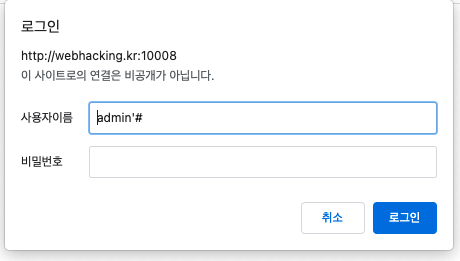 로그인
http://webhacking.kr:10008
이 사이트로의 연결은 비공개가 아닙니다.
사용자이름 admin'#
비밀번호
취소 로그인